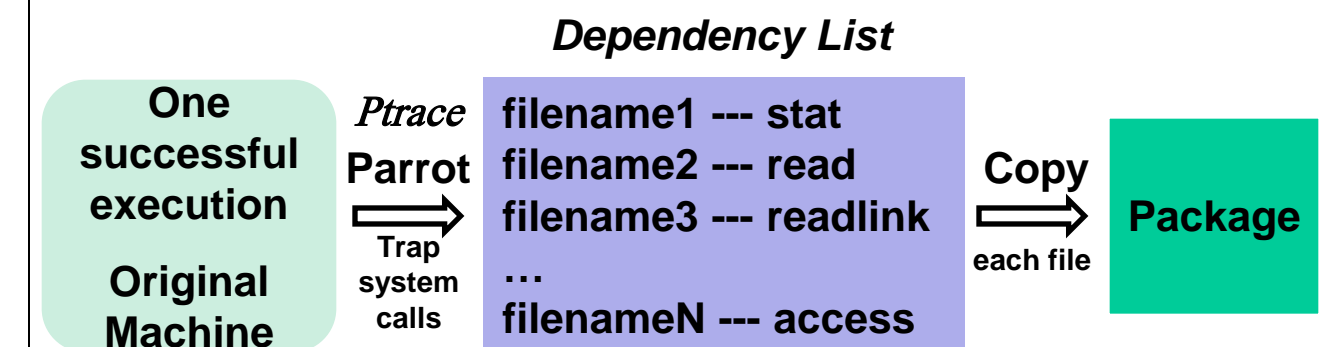 Dependency List
One
successful
execution
Original
Machine
Ptrace
Parrot
Trap
system
calls
filename1 --- stat
filename2 --- read
filename3 --- readlink
…
filenameN --- access
Copy
each file
Package